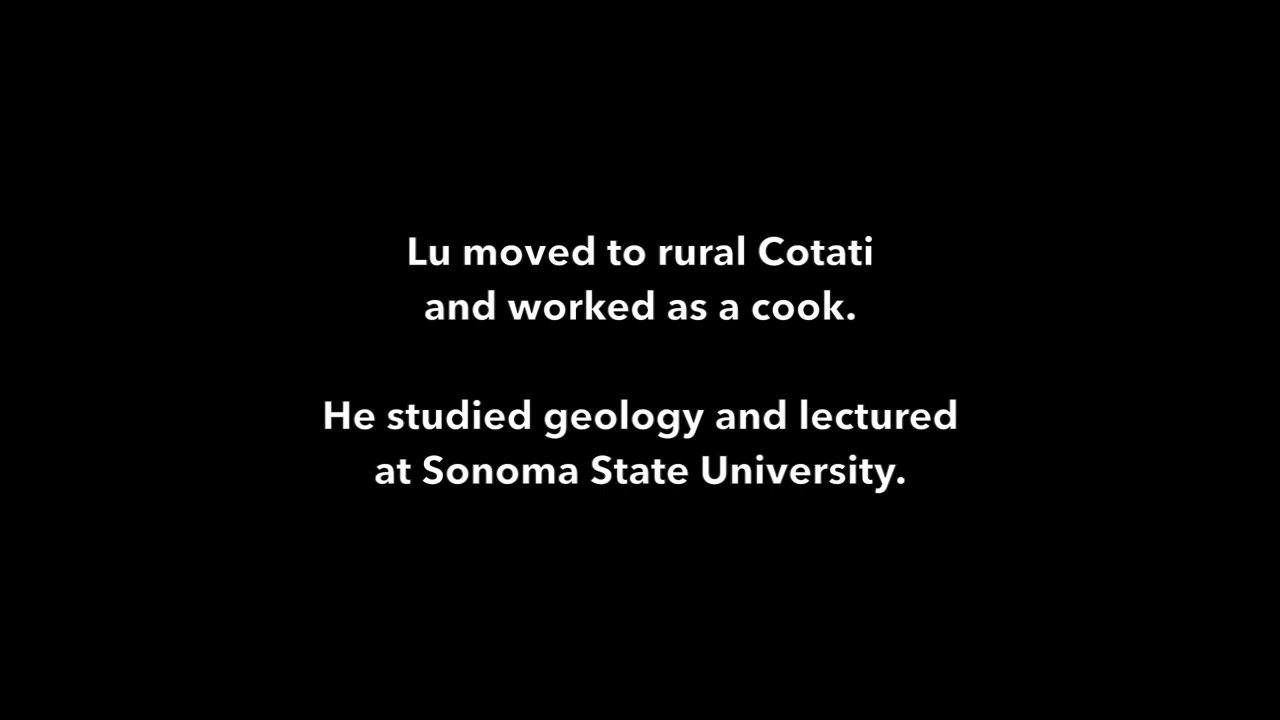 Lu moved to rural Cotati
and worked as a cook.
He studied geology and lectured
at Sonoma State University.